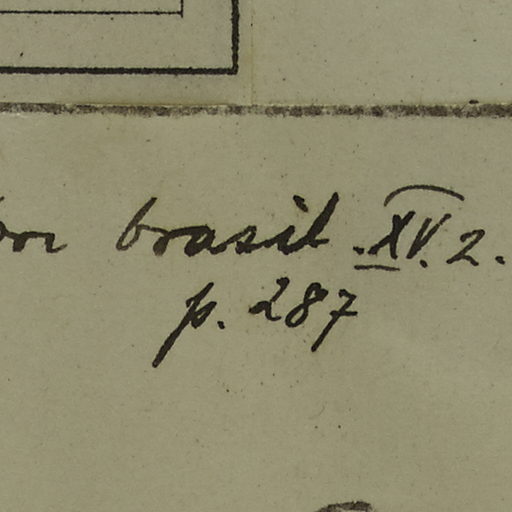 brasil. XV. 2.
p. 287